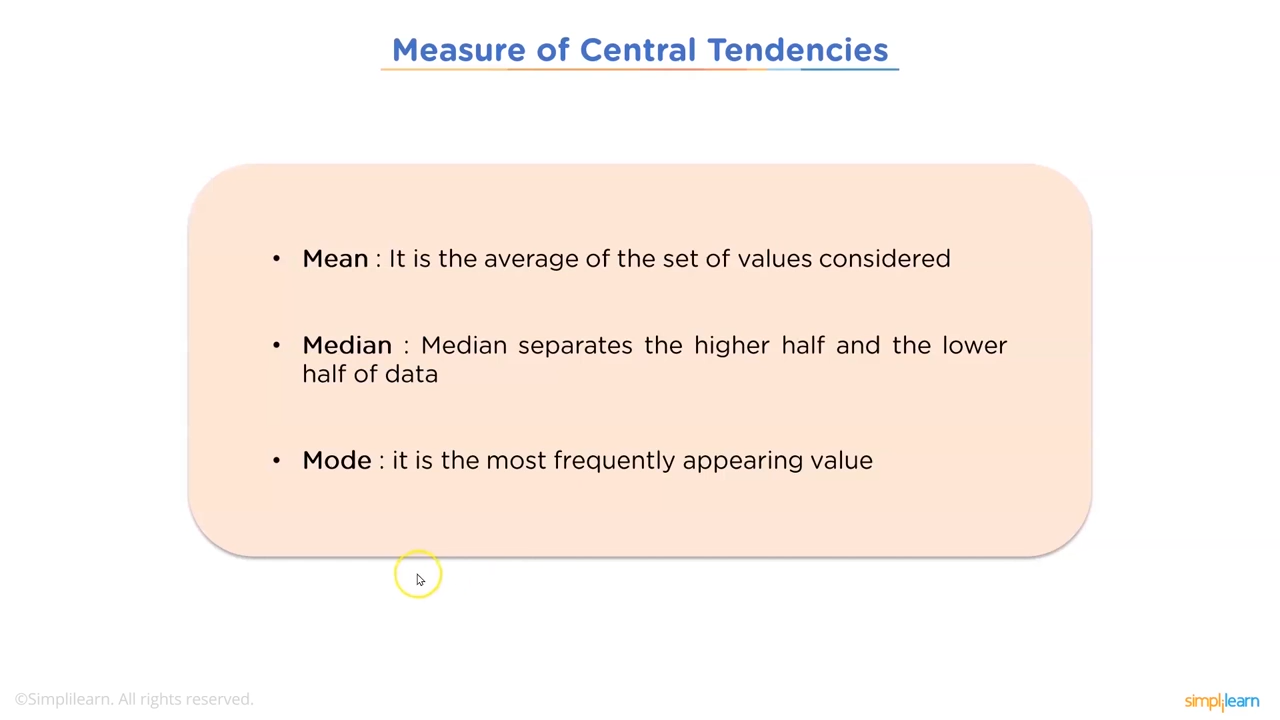 Measure of Central Tendencies
• Mean : It is the average of the set of values considered
• Median : Median separates the higher half and the lower
half of data
• Mode : it is the most frequently appearing value
©Simplilearn. All rights reserved.
simplilearn